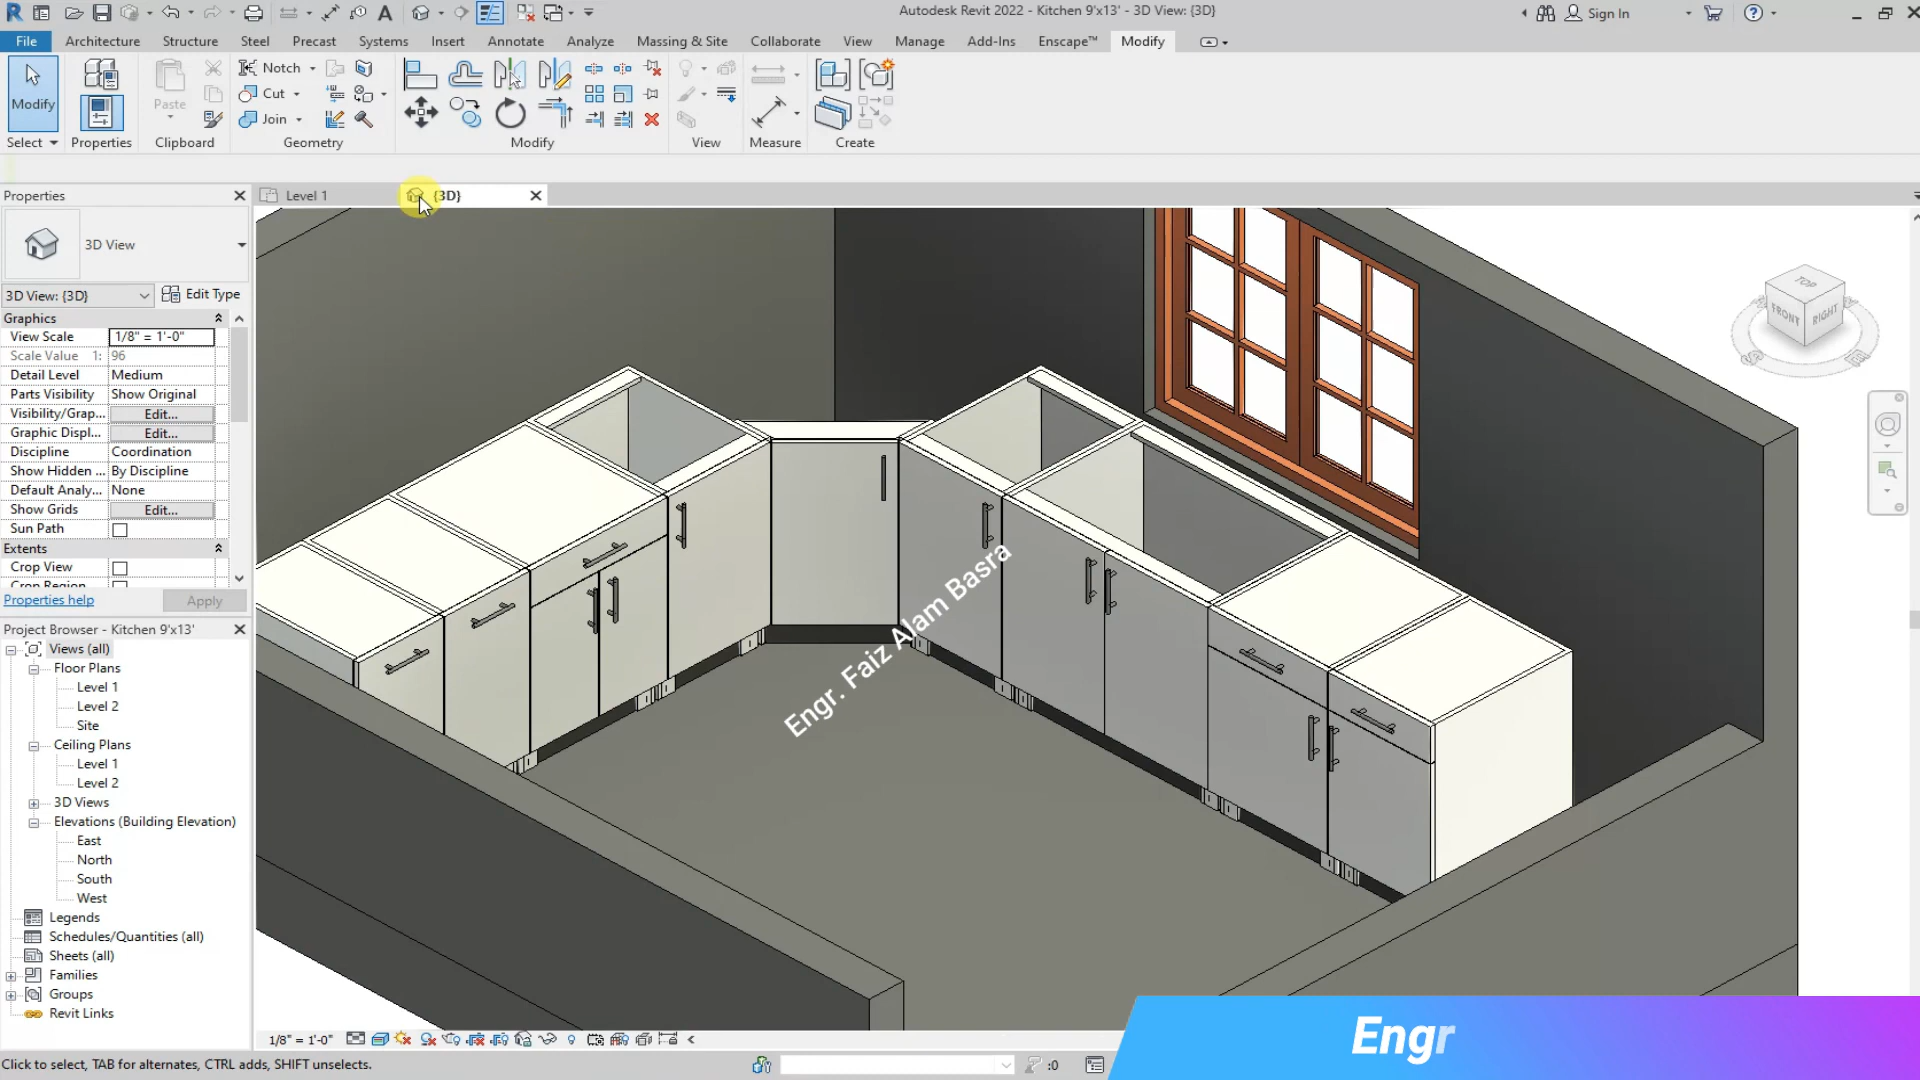 Autodesk Revit 2022 - Kitchen 9'x13' - 3D View: {3D}
Sign In
File Architecture Structure Steel Precast Systems Insert Annotate Analyze Massing & Site Collaborate View Manage Add-Ins Enscape™ Modify
Modify
Paste
Notch
Cut
Join
Select Properties Clipboard Geometry Modify View Measure Create
Properties
Level 1
{3D}
3D View
3D View: {3D}
Edit Type
Graphics
View Scale 1/8" = 1'-0"
Scale Value 1: 96
Detail Level Medium
Parts Visibility Show Original
Visibility/Grap... Edit...
Graphic Displ... Edit...
Discipline Coordination
Show Hidden ... By Discipline
Default Analy... None
Show Grids Edit...
Sun Path
Extents
Crop View
Crop Region
Properties help Apply
Project Browser - Kitchen 9'x13'
Views (all)
Floor Plans
Level 1
Level 2
Site
Ceiling Plans
Level 1
Level 2
3D Views
Elevations (Building Elevation)
East
North
South
West
Legends
Schedules/Quantities (all)
Sheets (all)
Families
Groups
Revit Links
TOP
FRONT RIGHT
S E
Engr. Faiz Alam Basra
1/8" = 1'-0"
Click to select, TAB for alternates, CTRL adds, SHIFT unselects.
:0
Engr